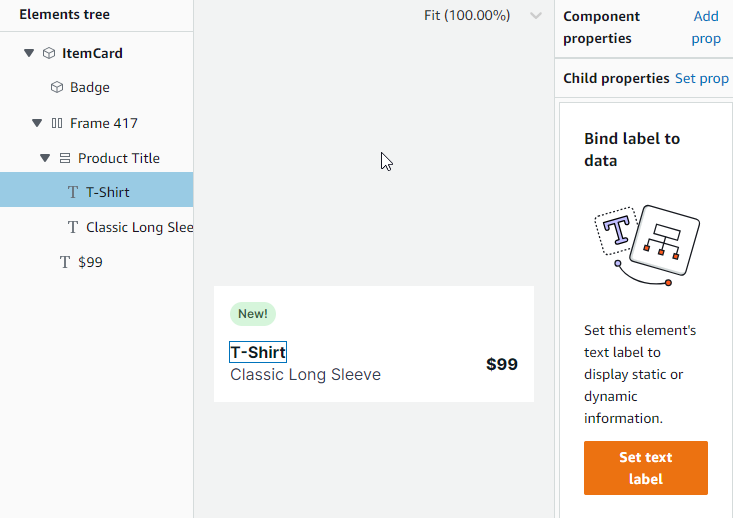 Elements tree
ItemCard
Badge
Frame 417
Product Title
T-Shirt
Classic Long Slee
$99
Fit (100.00%)
New!
T-Shirt
Classic Long Sleeve
$99
Component
properties
Add
prop
Child properties
Set prop
Bind label to
data
T
Set this element's
text label to
display static or
dynamic
information.
Set text
label